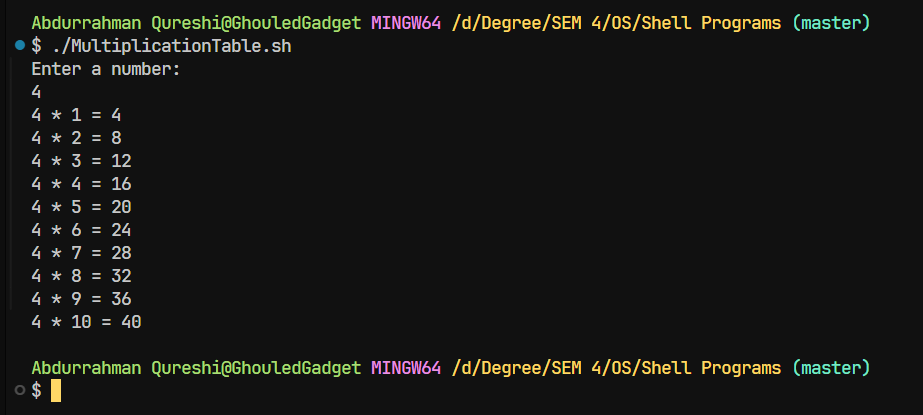 Abdurrahman Qureshi@GhouledGadget MINGW64 /d/Degree/SEM 4/OS/Shell Programs (master)
$ ./MultiplicationTable.sh
Enter a number:
4
4 * 1 = 4
4 * 2 = 8
4 * 3 = 12
4 * 4 = 16
4 * 5 = 20
4 * 6 = 24
4 * 7 = 28
4 * 8 = 32
4 * 9 = 36
4 * 10 = 40
Abdurrahman Qureshi@GhouledGadget MINGW64 /d/Degree/SEM 4/OS/Shell Programs (master)
$